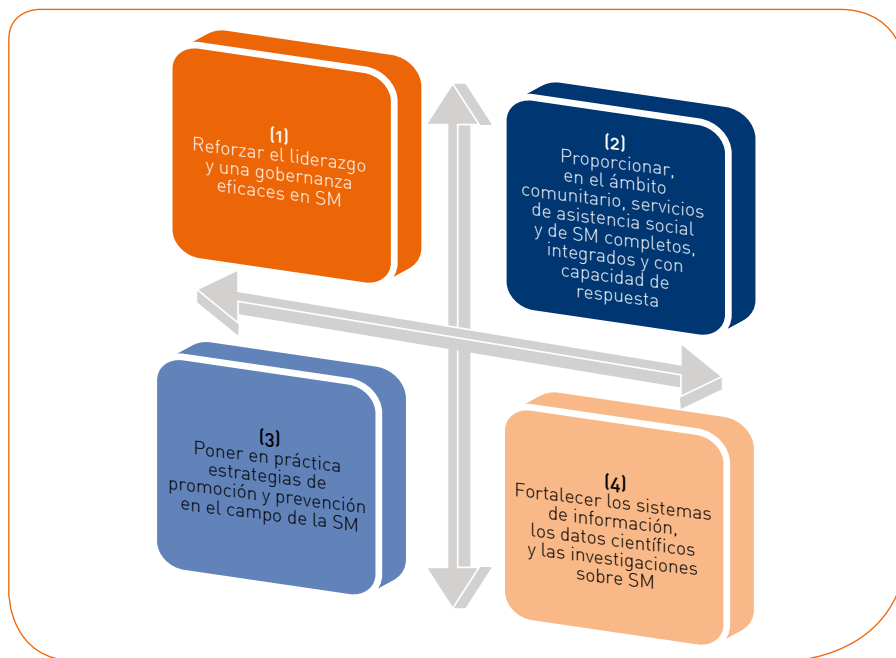 (1)
Reforzar el liderazgo
y una gobernanza
eficaces en SM
(2)
Proporcionar,
en el ámbito
comunitario, servicios
de asistencia social
y de SM completos,
integrados y con
capacidad de
respuesta
(3)
Poner en práctica
estrategias de
promoción y prevención
en el campo de la SM
(4)
Fortalecer los sistemas
de información,
los datos científicos
y las investigaciones
sobre SM